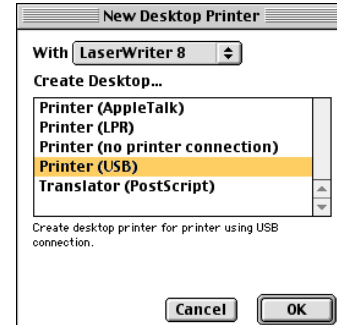 New Desktop Printer
With LaserWriter 8
Create Desktop...
Printer (AppleTalk)
Printer (LPR)
Printer (no printer connection)
Printer (USB)
Translator (PostScript)
Create desktop printer for printer using USB
connection.
Cancel OK